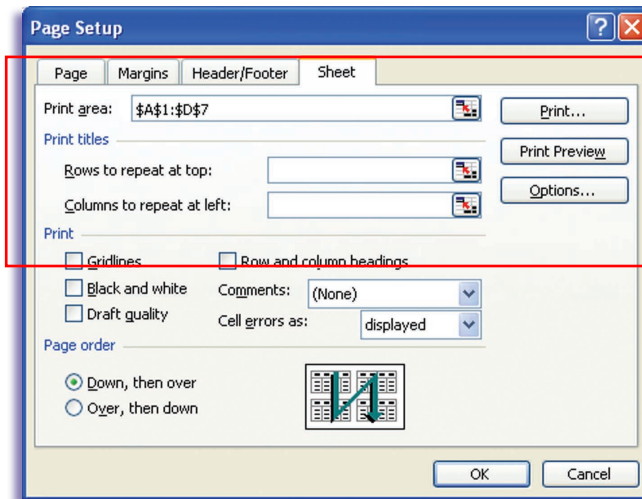 Page Setup
Page Margins Header/Footer Sheet
Print area: $A$1:$D$7 Print...
Print titles Print Preview
Rows to repeat at top:
Columns to repeat at left: Options...
Print
Gridlines Row and column headings
Black and white Comments: (None)
Draft quality Cell errors as: displayed
Page order
Down, then over
Over, then down
OK Cancel